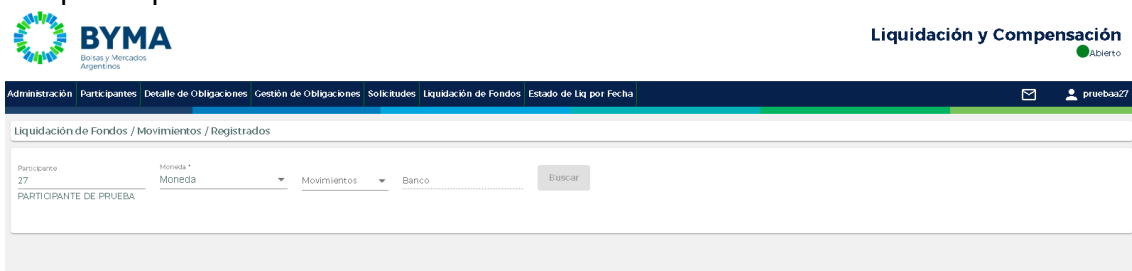 BYMA
Bolsas y Mercados
Argentinos
Liquidación y Compensación
Abierto
Administración Participantes Detalle de Obligaciones Gestión de Obligaciones Solicitudes Liquidación de Fondos Estado de Liq por Fecha pruebaa27
Liquidación de Fondos / Movimientos / Registrados
Participante Moneda *
27 Moneda Movimientos Banco Buscar
PARTICIPANTE DE PRUEBA